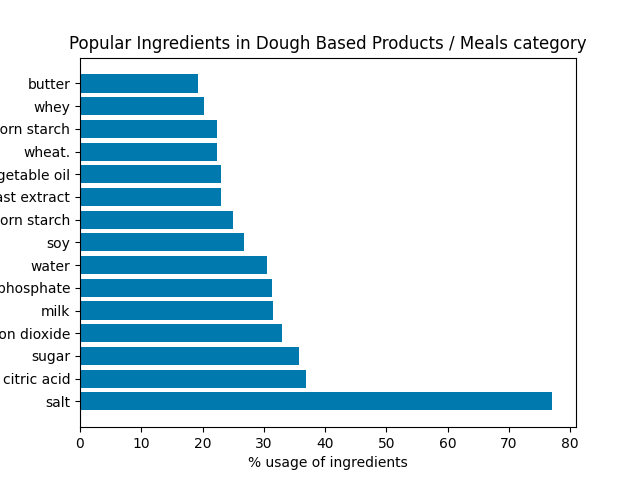 Popular Ingredients in Dough Based Products / Meals category
butter
whey
orn starch
wheat.
getable oil
ast extract
orn starch
soy
water
phosphate
milk
on dioxide
sugar
citric acid
salt
0 10 20 30 40 50 60 70 80
% usage of ingredients